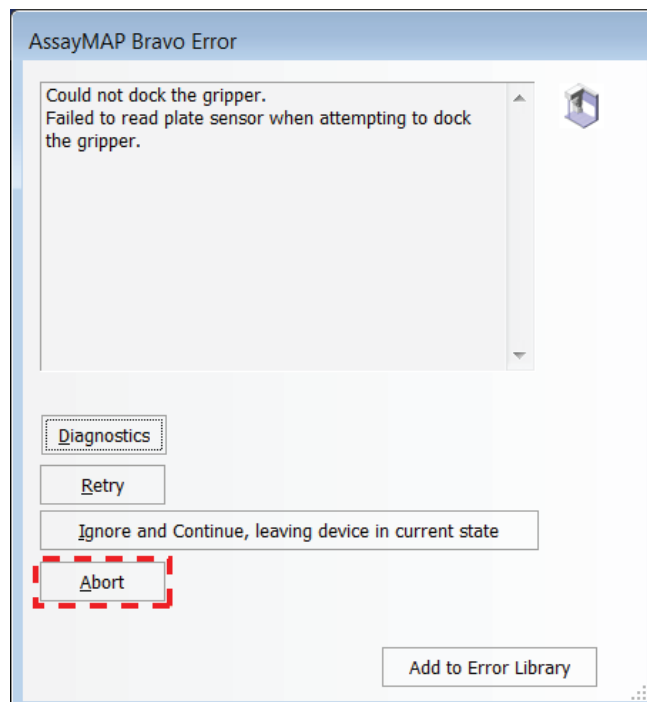 AssayMAP Bravo Error
Could not dock the gripper.
Failed to read plate sensor when attempting to dock
the gripper.
Diagnostics
Retry
Ignore and Continue, leaving device in current state
Abort
Add to Error Library